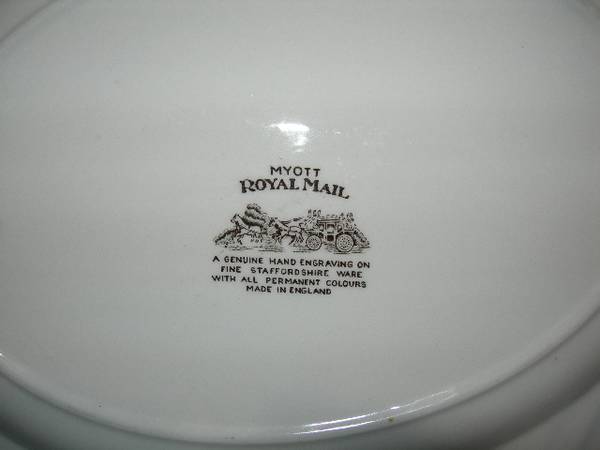 MYOTT
ROYAL MAIL
A GENUINE HAND ENGRAVING ON
FINE STAFFORDSHIRE WARE
WITH ALL PERMANENT COLOURS
MADE IN ENGLAND